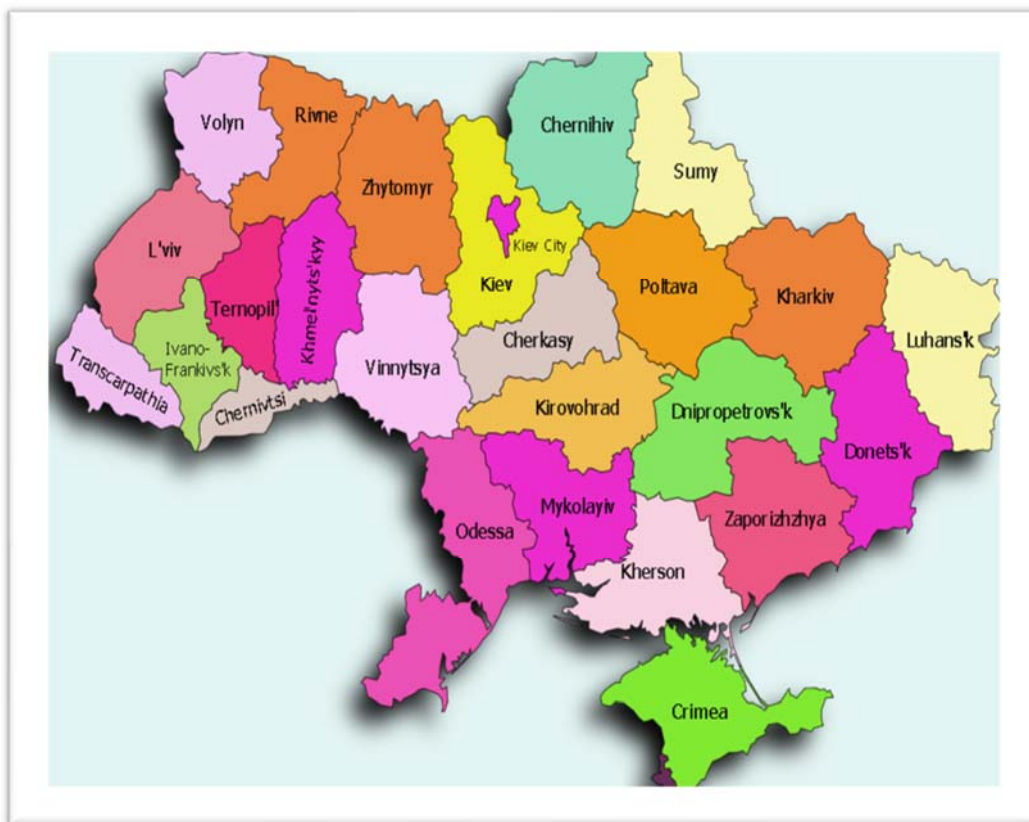 Volyn
Rivne
Chernihiv
Sumy
Zhytomyr
L'viv
Kiev City
Ternopil'
Khmel'nyts'kyy
Kiev
Poltava
Kharkiv
Luhans'k
Cherkasy
Ivano-
Frankivs'k
Transcarpathia
Vinnytsya
Chernivtsi
Kirovohrad
Dnipropetrovs'k
Donets'k
Mykolayiv
Zaporizhzhya
Odessa
Kherson
Crimea